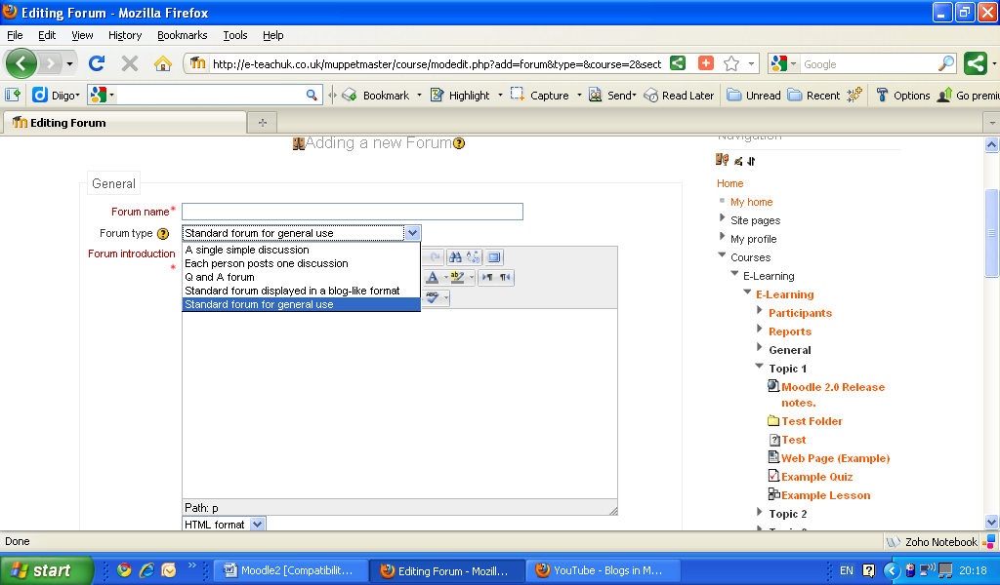 Editing Forum - Mozilla Firefox
File Edit View History Bookmarks Tools Help
http://e-teachuk.co.uk/muppetmaster/course/modedit.php?add=forum&type=&course=2&sect
Google
Diigo
Bookmark Highlight Capture Send Read Later Unread Recent Options Go premiu
Editing Forum
Adding a new Forum
Navigation
General
Forum name*
Forum type
Standard forum for general use
Forum introduction
*
A single simple discussion
Each person posts one discussion
Q and A forum
Standard forum displayed in a blog-like format
Standard forum for general use
Path: p
HTML format
Home
My home
Site pages
My profile
Courses
E-Learning
E-Learning
Participants
Reports
General
Topic 1
Moodle 2.0 Release
notes.
Test Folder
Test
Web Page (Example)
Example Quiz
Example Lesson
Topic 2
Done
Zoho Notebook
start
Moodle2 [Compatibilit...
Editing Forum - Mozill...
YouTube - Blogs in M...
EN
20:18